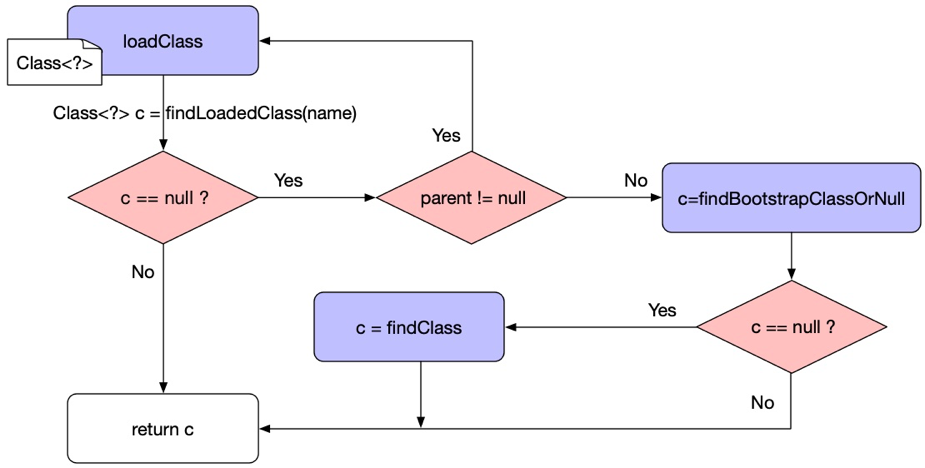 loadClass
Class<?>
Class<?> c = findLoadedClass(name)
Yes
c == null ?
Yes
parent != null
No
c=findBootstrapClassOrNull
No
c = findClass
Yes
c == null ?
No
return c